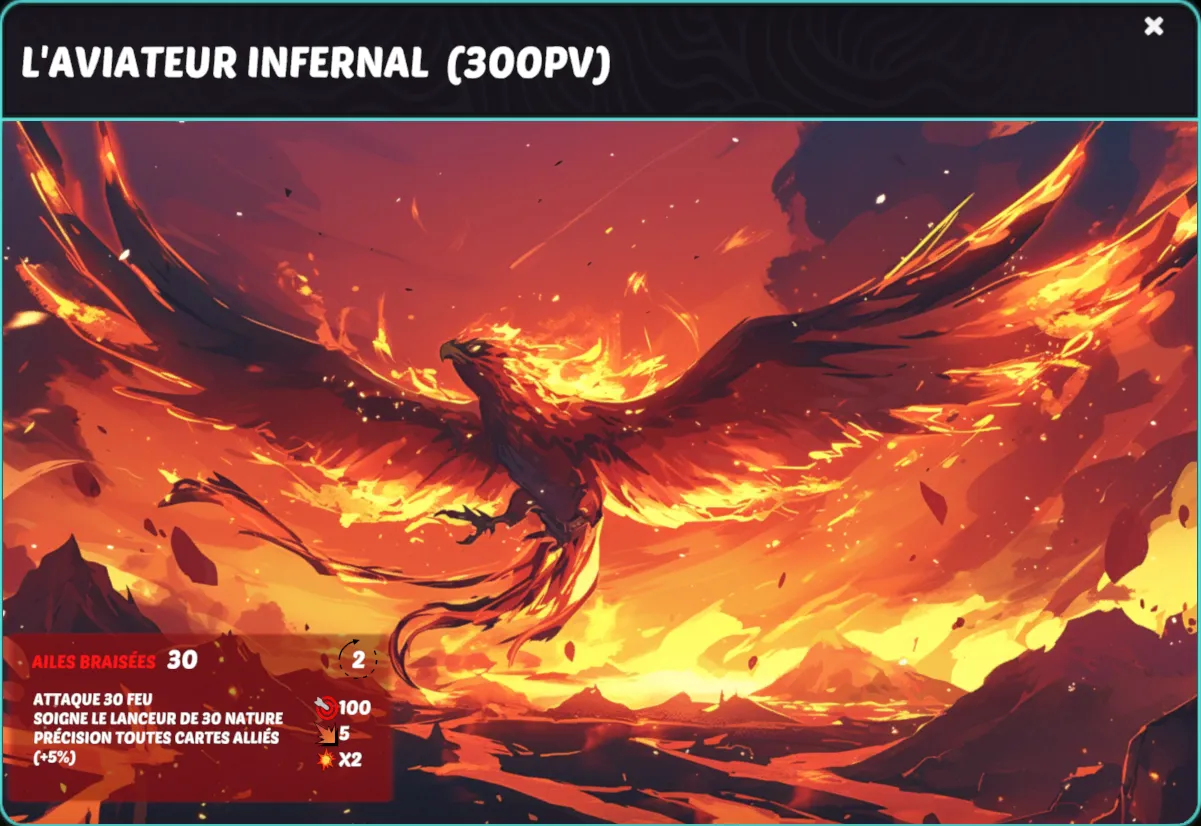 L'AVIATEUR INFERNAL (300PV)
AILES BRAISÉES 30
2
ATTAQUE 30 FEU
SOIGNE LE LANCEUR DE 30 NATURE
PRÉCISION TOUTES CARTES ALLIÉS
(+5%)
100
5
X2